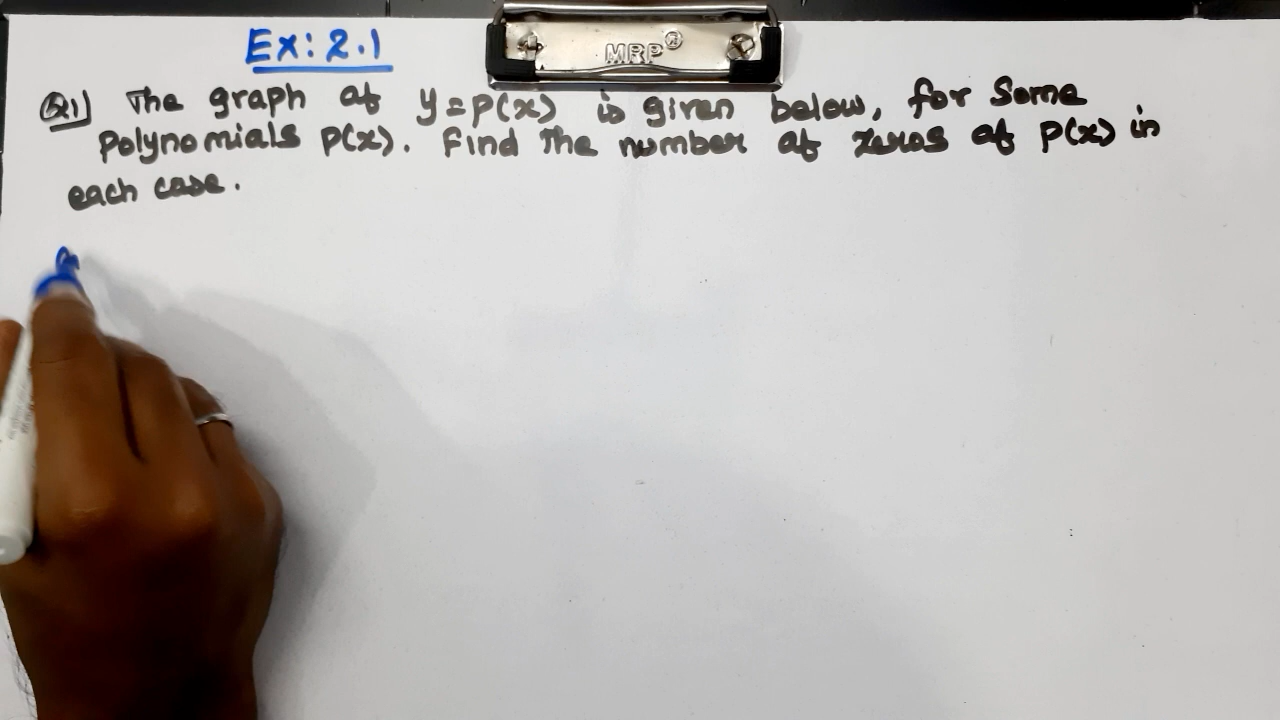 MRP
Ex: 2.1
Q1) The graph of y=p(x) is given below, for some
Polynomials p(x). Find the number of zeros of p(x) in
each case.